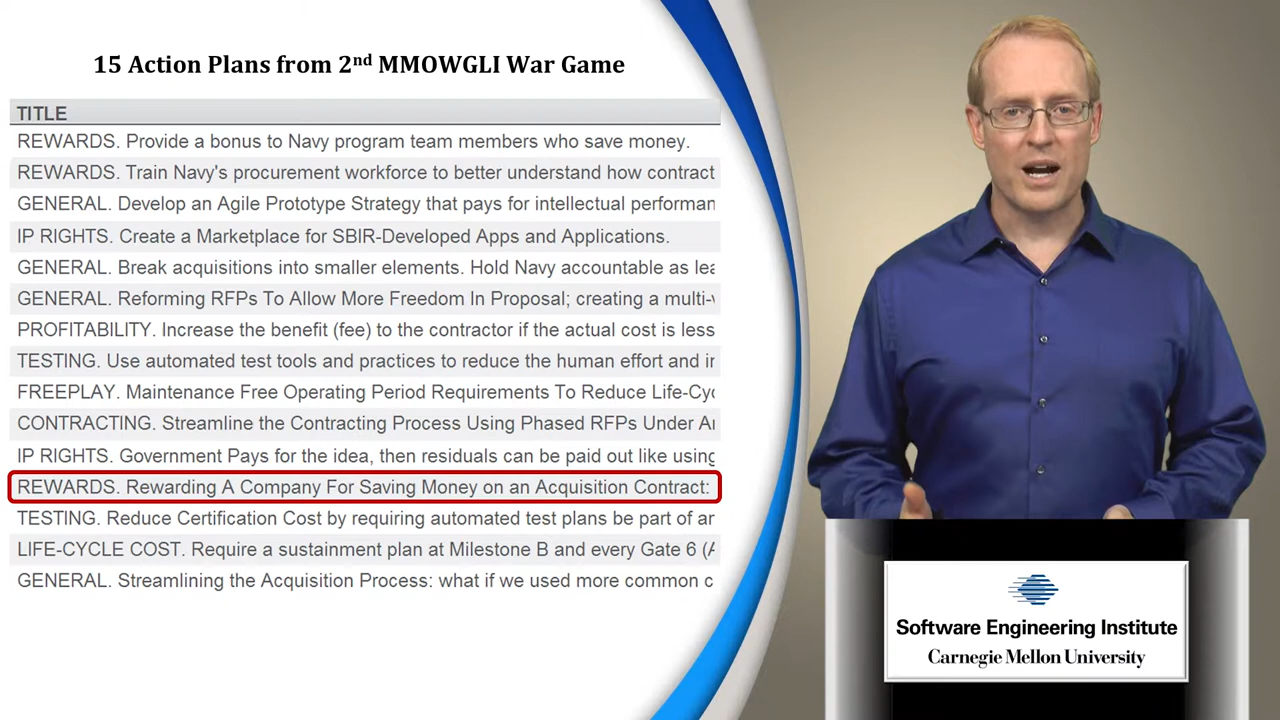 15 Action Plans from 2nd MMOWGLI War Game
TITLE
REWARDS. Provide a bonus to Navy program team members who save money.
REWARDS. Train Navy's procurement workforce to better understand how contract
GENERAL. Develop an Agile Prototype Strategy that pays for intellectual performan
IP RIGHTS. Create a Marketplace for SBIR-Developed Apps and Applications.
GENERAL. Break acquisitions into smaller elements. Hold Navy accountable as lea
GENERAL. Reforming RFPs To Allow More Freedom In Proposal; creating a multi-
PROFITABILITY. Increase the benefit (fee) to the contractor if the actual cost is less
TESTING. Use automated test tools and practices to reduce the human effort and in
FREEPLAY. Maintenance Free Operating Period Requirements To Reduce Life-Cyc
CONTRACTING. Streamline the Contracting Process Using Phased RFPs Under
IP RIGHTS. Government Pays for the idea, then residuals can be paid out like using
REWARDS. Rewarding A Company For Saving Money on an Acquisition Contract:
TESTING. Reduce Certification Cost by requiring automated test plans be part of
LIFE-CYCLE COST. Require a sustainment plan at Milestone B and every Gate 6
GENERAL. Streamlining the Acquisition Process: what if we used more common c
Software Engineering Institute
Carnegie Mellon University